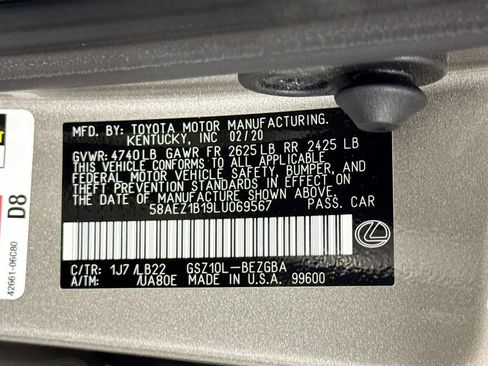 MFD. BY: TOYOTA MOTOR MANUFACTURING.
KENTUCKY, INC 02/20
GVWR: 4740LB GAWR FR 2625LB RR 2425 LB
THIS VEHICLE CONFORMS TO ALL APPLICABLE
FEDERAL MOTOR VEHICLE SAFETY, BUMPER, AND
THEFT PREVENTION STANDARDS IN EFFECT ON
THE DATE OF MANUFACTURE SHOWN ABOVE.
58AEZ1B19LU069567 PASS. CAR
C/TR: 1J7 /LB22 GSZ10L-BEZGBA
A/TM: /UA80E MADE IN U.S.A. 99600
D8
42661-06C80